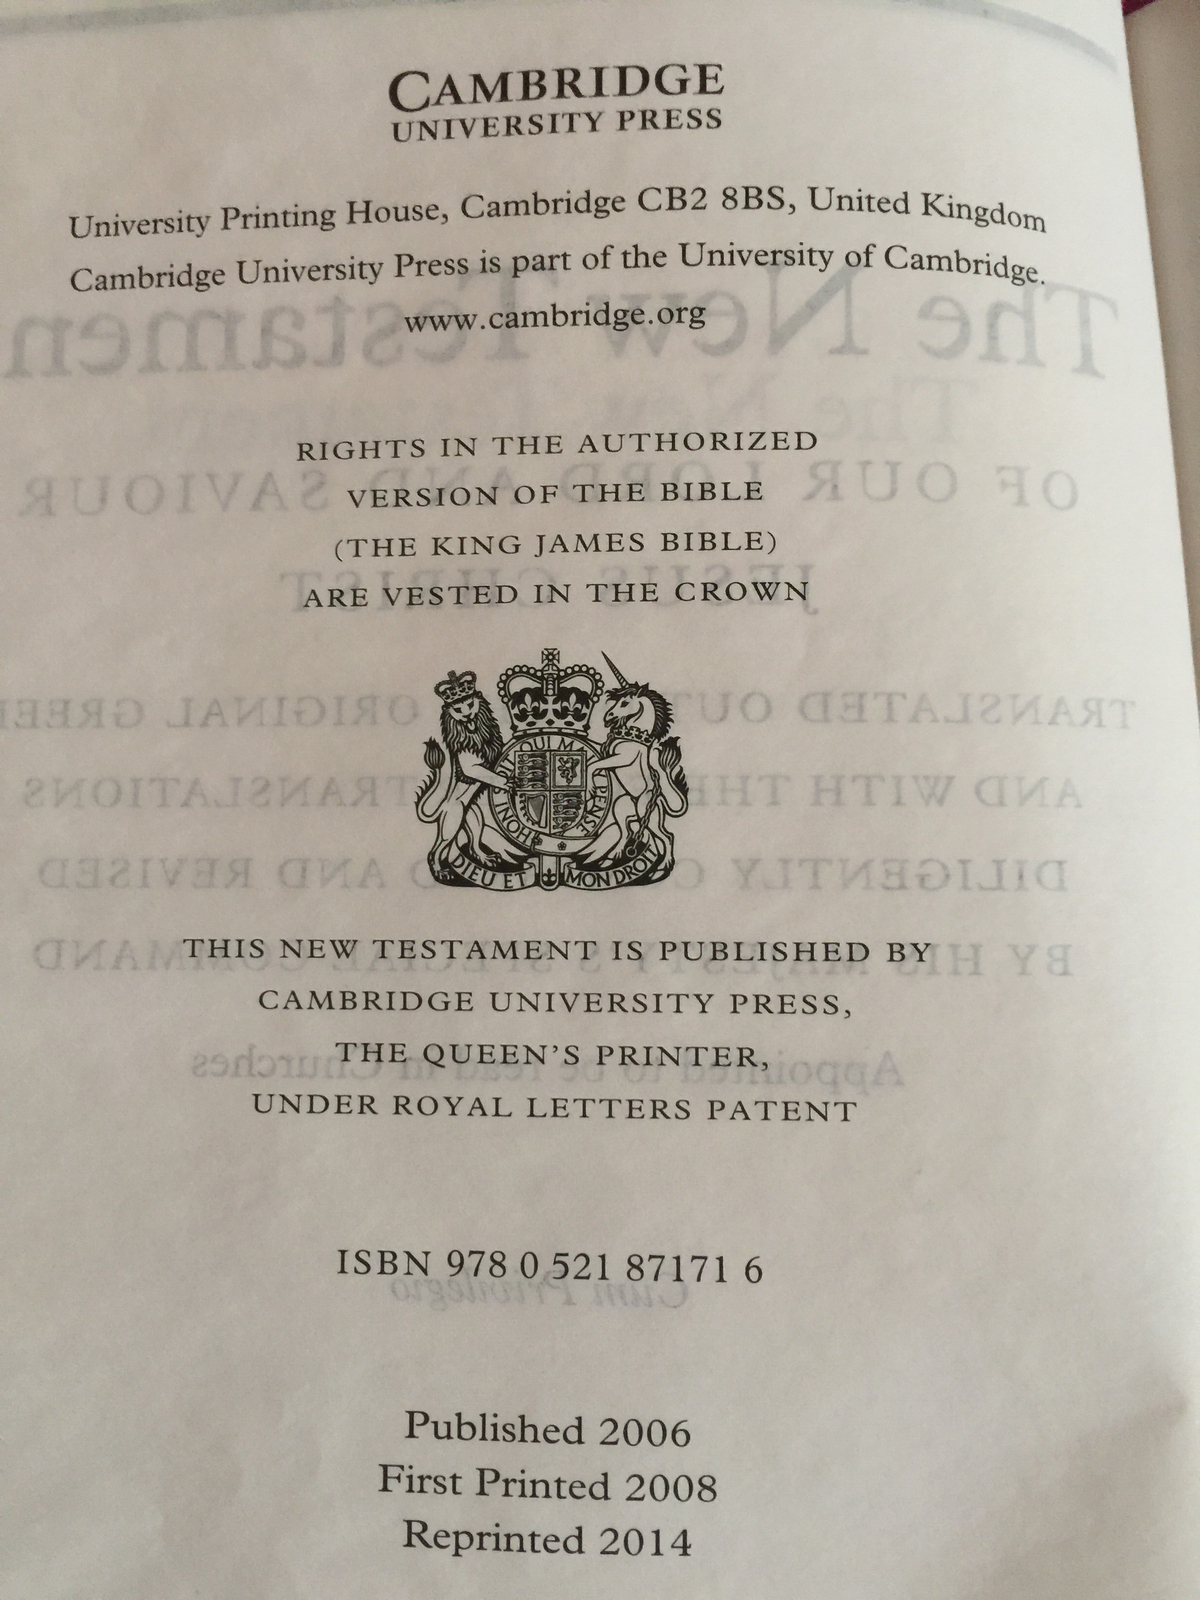 CAMBRIDGE
UNIVERSITY PRESS
University Printing House, Cambridge CB2 8BS, United Kingdom
Cambridge University Press is part of the University of Cambridge.
www.cambridge.org
RIGHTS IN THE AUTHORIZED
VERSION OF THE BIBLE
(THE KING JAMES BIBLE)
ARE VESTED IN THE CROWN
HONI QUI M PENSE
DIEU ET MON DROIT
THIS NEW TESTAMENT IS PUBLISHED BY
CAMBRIDGE UNIVERSITY PRESS,
THE QUEEN'S PRINTER,
UNDER ROYAL LETTERS PATENT
ISBN 978 0 521 87171 6
Published 2006
First Printed 2008
Reprinted 2014